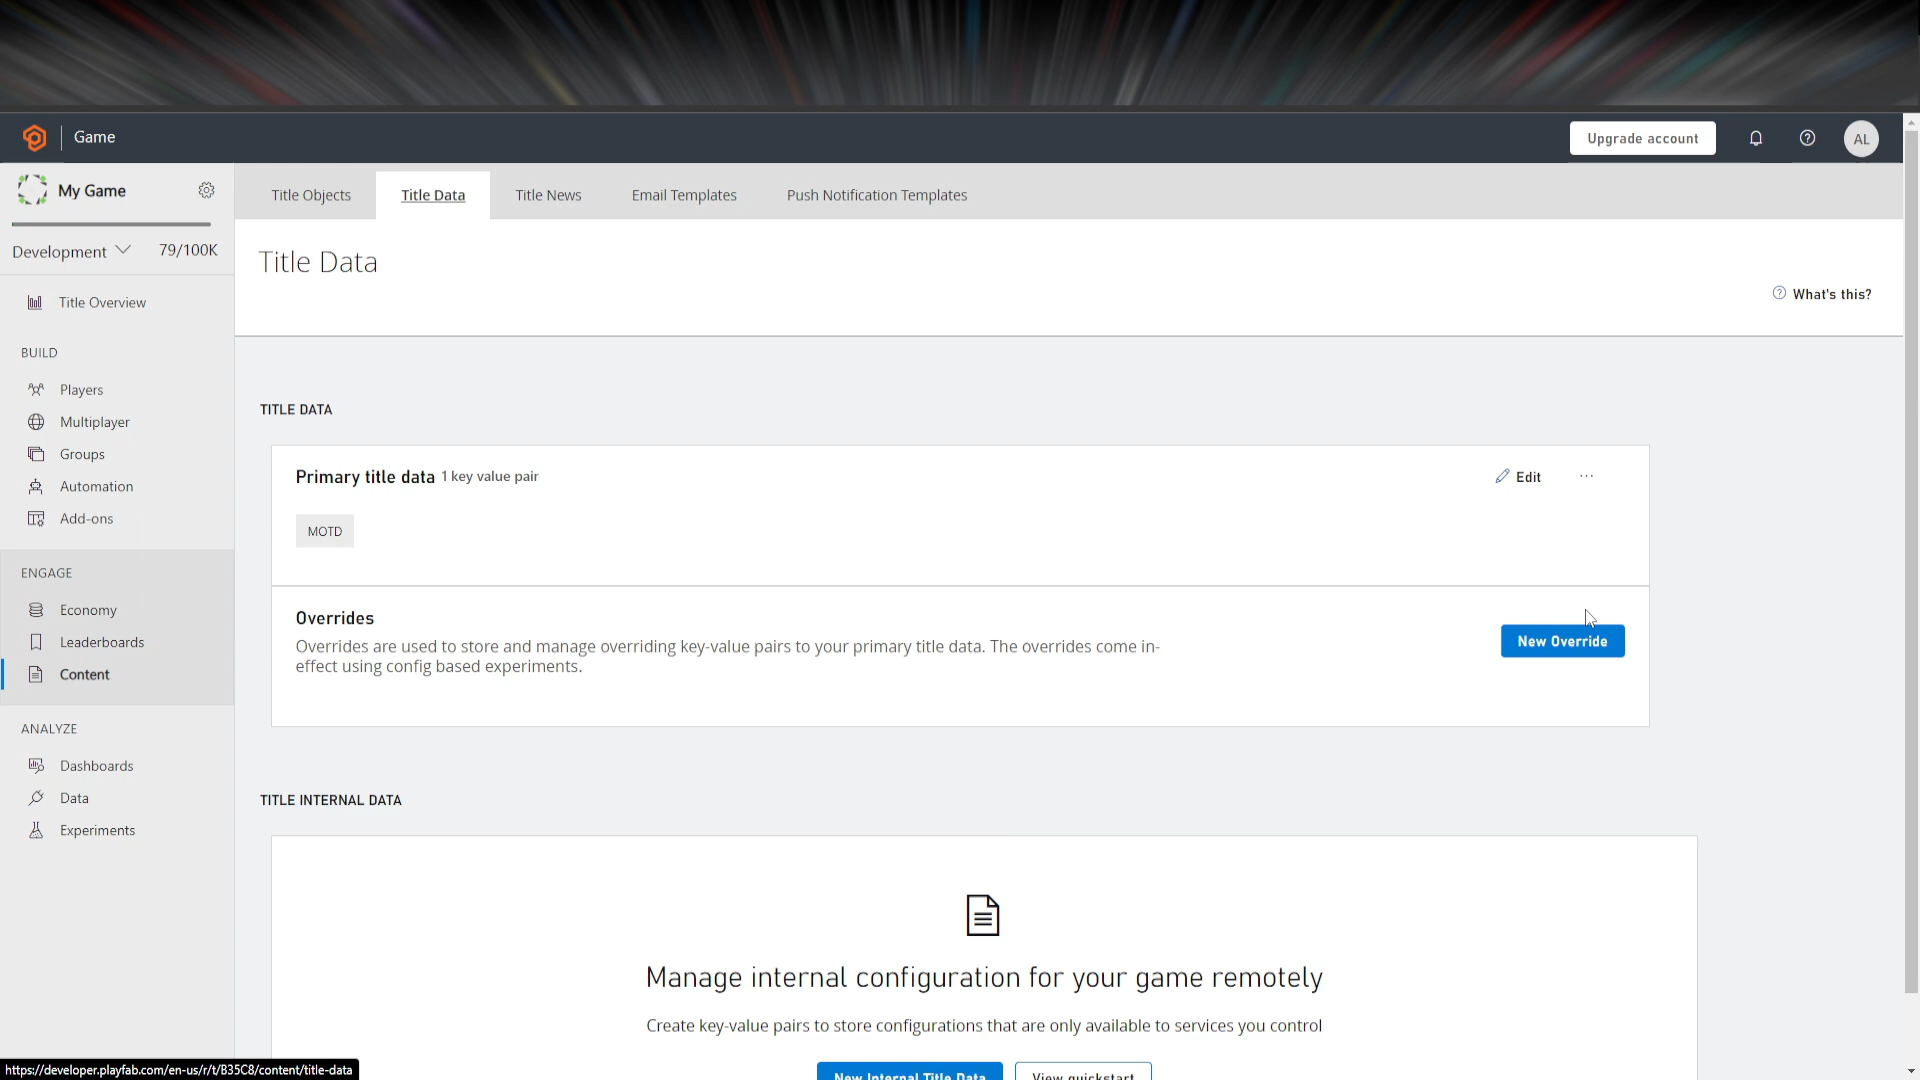 Game
Upgrade account
AL
My Game
Development 79/100K
Title Objects
Title Data
Title News
Email Templates
Push Notification Templates
Title Data
What's this?
Title Overview
BUILD
Players
Multiplayer
Groups
Automation
Add-ons
ENGAGE
Economy
Leaderboards
Content
ANALYZE
Dashboards
Data
Experiments
TITLE DATA
Primary title data 1 key value pair
Edit
MOTD
Overrides
Overrides are used to store and manage overriding key-value pairs to your primary title data. The overrides come in-
effect using config based experiments.
New Override
TITLE INTERNAL DATA
Manage internal configuration for your game remotely
Create key-value pairs to store configurations that are only available to services you control
New Internal Title Data
View quickstart
https://developer.playfab.com/en-us/r/t/B35C8/content/title-data